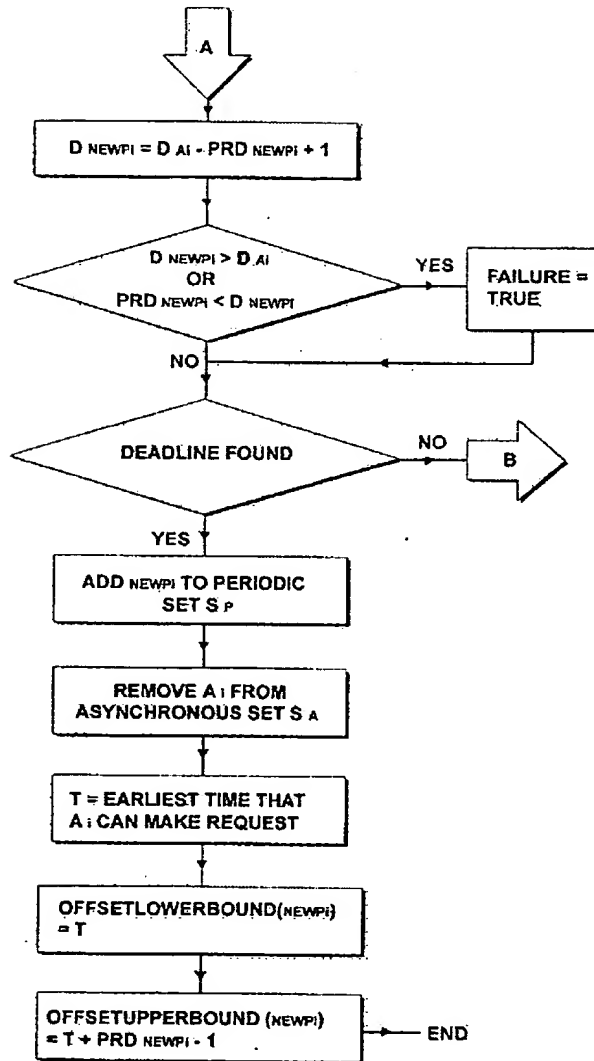 A
D NEWPi = D Ai - PRD NEWPi + 1
D NEWPi > D Ai
OR
PRD NEWPi < D NEWPi
YES
FAILURE =
TRUE
NO
DEADLINE FOUND
NO
B
YES
ADD NEWPi TO PERIODIC
SET S P
REMOVE A i FROM
ASYNCHRONOUS SET S A
T = EARLIEST TIME THAT
A i CAN MAKE REQUEST
OFFSETLOWERBOUND(NEWPi)
= T
OFFSETUPPERBOUND (NEWPi)
= T + PRD NEWPi - 1
END